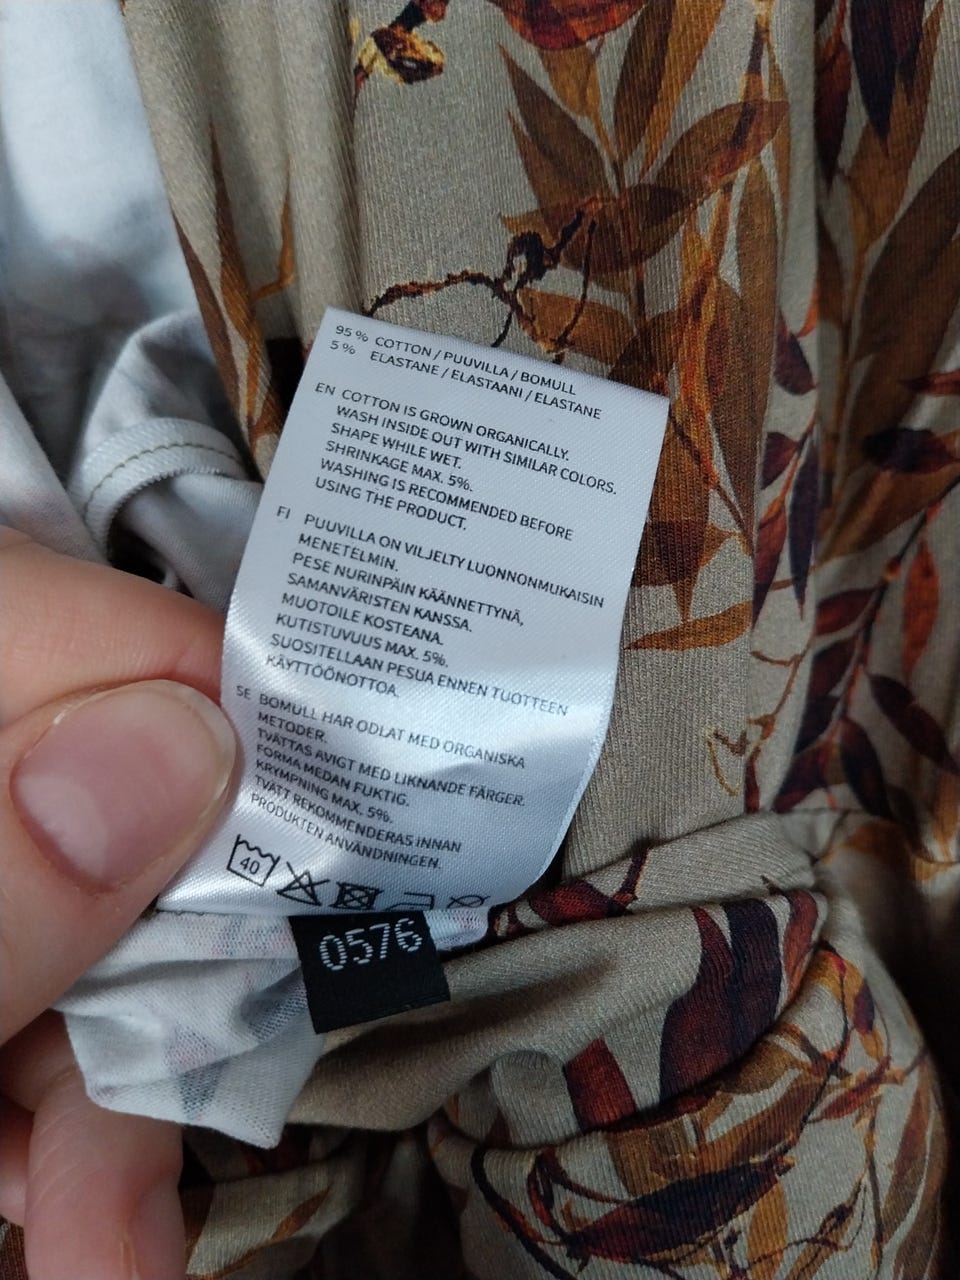 95 % COTTON / PUUVILLA / BOMULL
5 % ELASTANE / ELASTAANI / ELASTANE
EN COTTON IS GROWN ORGANICALLY.
WASH INSIDE OUT WITH SIMILAR COLORS.
SHAPE WHILE WET.
SHRINKAGE MAX. 5%.
WASHING IS RECOMMENDED BEFORE
USING THE PRODUCT.
FI PUUVILLA ON VILJELTY LUONNONMUKAISIN
MENETELMIN.
PESE NURINPÄIN KÄÄNNETTYNÄ,
SAMANVÄRISTEN KANSSA.
MUOTOILE KOSTEANA.
KUTISTUVUUS MAX. 5%.
SUOSITELLAAN PESUA ENNEN TUOTTEEN
KÄYTTÖÖNOTTOA.
SE BOMULL HAR ODLAT MED ORGANISKA
METODER.
TVÄTTAS AVIGT MED LIKNANDE FÄRGER.
FORMA MEDAN FUKTIG.
KRYMPNING MAX. 5%.
TVÄTT REKOMMENDERAS INNAN
PRODUKTEN ANVÄNDNINGEN.
40
0576